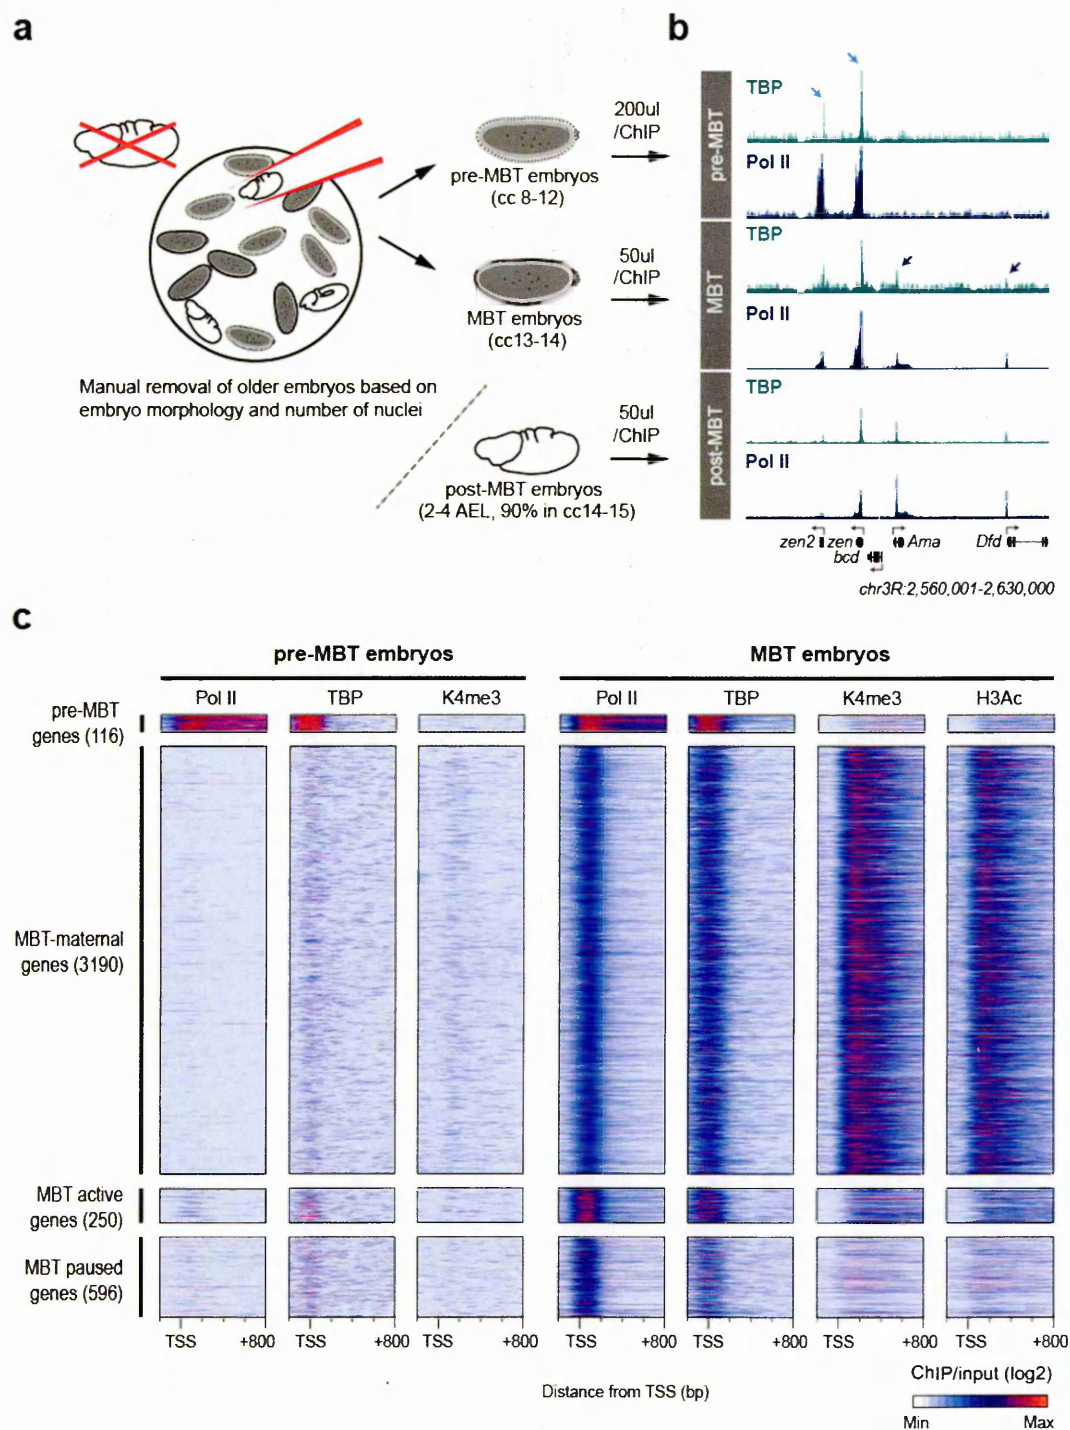 a
200ul
/ChIP
pre-MBT embryos
(cc 8-12)
50ul
/ChIP
MBT embryos
(cc13-14)
Manual removal of older embryos based on
embryo morphology and number of nuclei
50ul
/ChIP
post-MBT embryos
(2-4 AEL, 90% in cc14-15)
b
pre-MBT
TBP
Pol II
MBT
TBP
Pol II
post-MBT
TBP
Pol II
zen2 zen Ama Dfd
bcd
chr3R:2,560,001-2,630,000
c
pre-MBT embryos MBT embryos
Pol II TBP K4me3 Pol II TBP K4me3 H3Ac
pre-MBT
genes (116)
MBT-maternal
genes (3190)
MBT active
genes (250)
MBT paused
genes (596)
TSS +800 TSS +800 TSS +800 TSS +800 TSS +800 TSS +800 TSS +800
Distance from TSS (bp)
ChIP/input (log2)
Min Max